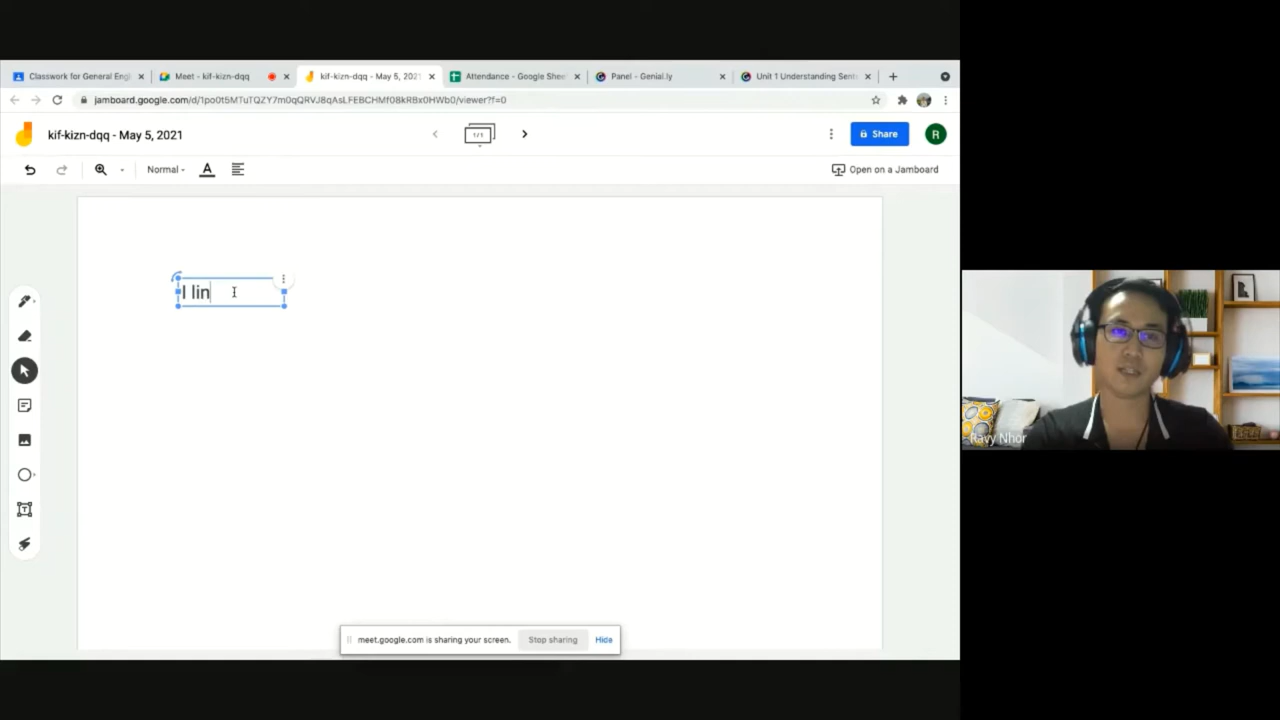 Classwork for General Engl
Meet - kif-kizn-dqq
kif-kizn-dqq - May 5, 2021
Attendance - Google Shee
Panel - Genial.ly
Unit 1 Understanding Sent
jamboard.google.com/d/1po0t5MTuTQZY7m0qQRVJ8qAsLFEBCHMf08kRBx0HWb0/viewer?f=0
kif-kizn-dqq - May 5, 2021
1/1
Share
R
Normal
A
Open on a Jamboard
I lin
Ravy Nhor
meet.google.com is sharing your screen.
Stop sharing
Hide